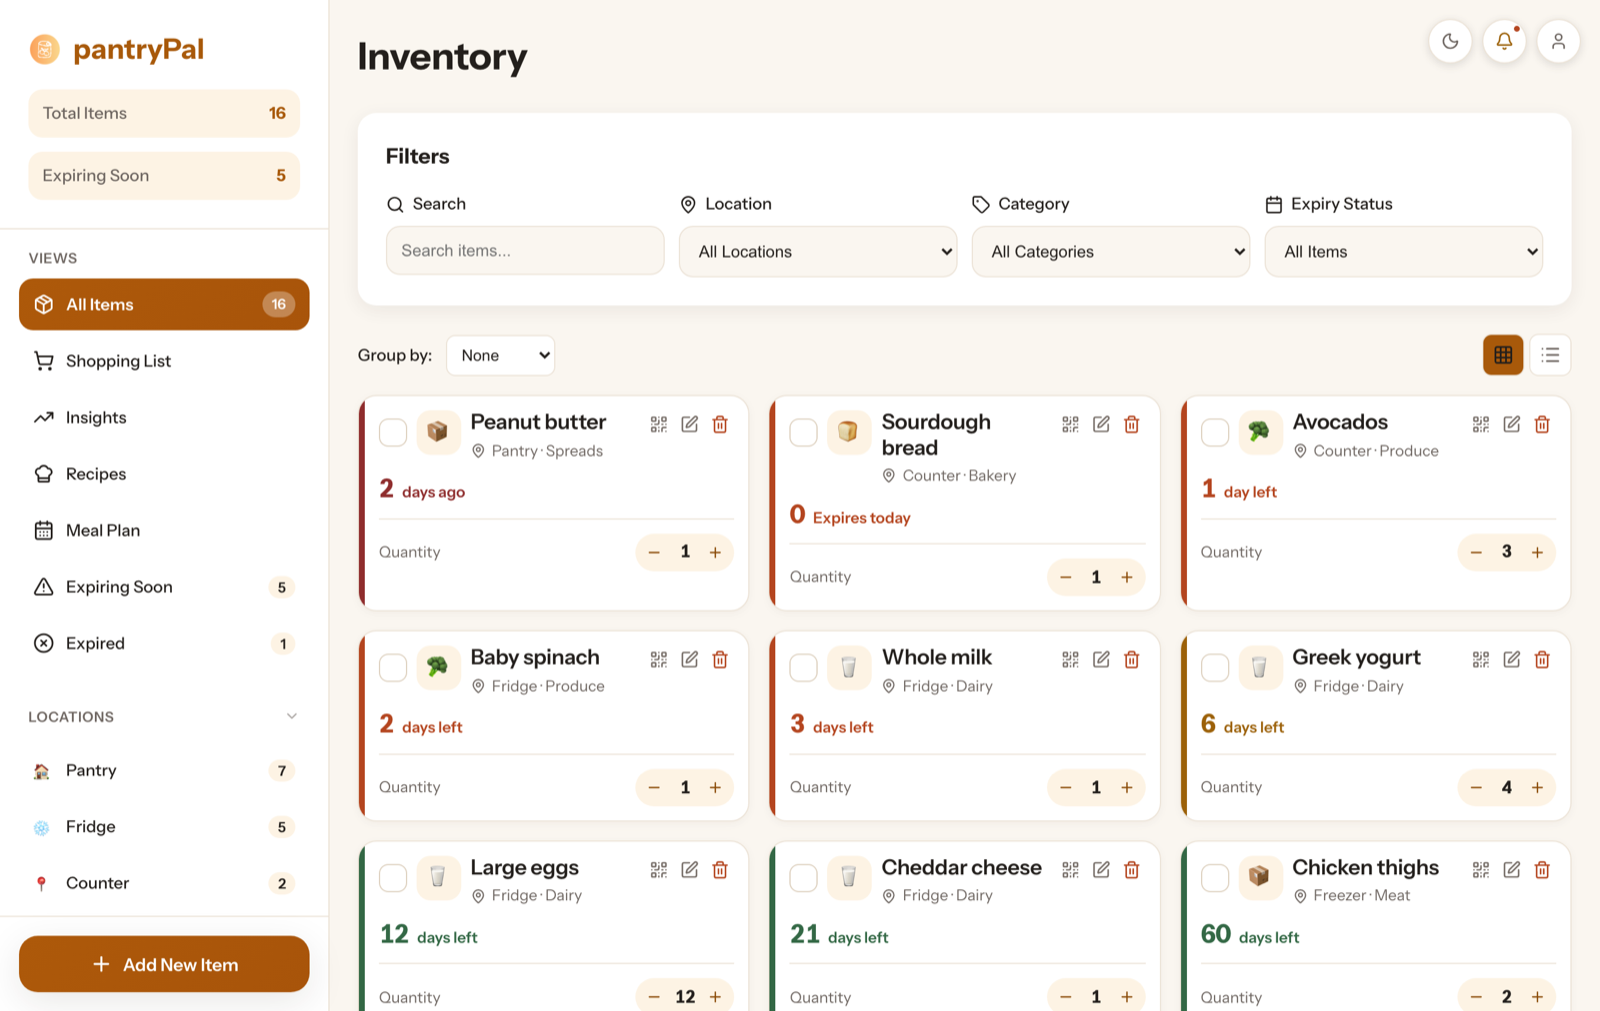 pantryPal
Total Items 16
Expiring Soon 5
VIEWS
All Items 16
Shopping List
Insights
Recipes
Meal Plan
Expiring Soon 5
Expired 1
LOCATIONS
Pantry 7
Fridge 5
Counter 2
+ Add New Item
Inventory
Filters
Search
Location
Category
Expiry Status
Search items...
All Locations
All Categories
All Items
Group by: None
Peanut butter
Pantry · Spreads
2 days ago
Quantity − 1 +
Sourdough
bread
Counter · Bakery
0 Expires today
Quantity − 1 +
Avocados
Counter · Produce
1 day left
Quantity − 3 +
Baby spinach
Fridge · Produce
2 days left
Quantity − 1 +
Whole milk
Fridge · Dairy
3 days left
Quantity − 1 +
Greek yogurt
Fridge · Dairy
6 days left
Quantity − 4 +
Large eggs
Fridge · Dairy
12 days left
Quantity − 12 +
Cheddar cheese
Fridge · Dairy
21 days left
Quantity − 1 +
Chicken thighs
Freezer · Meat
60 days left
Quantity − 2 +